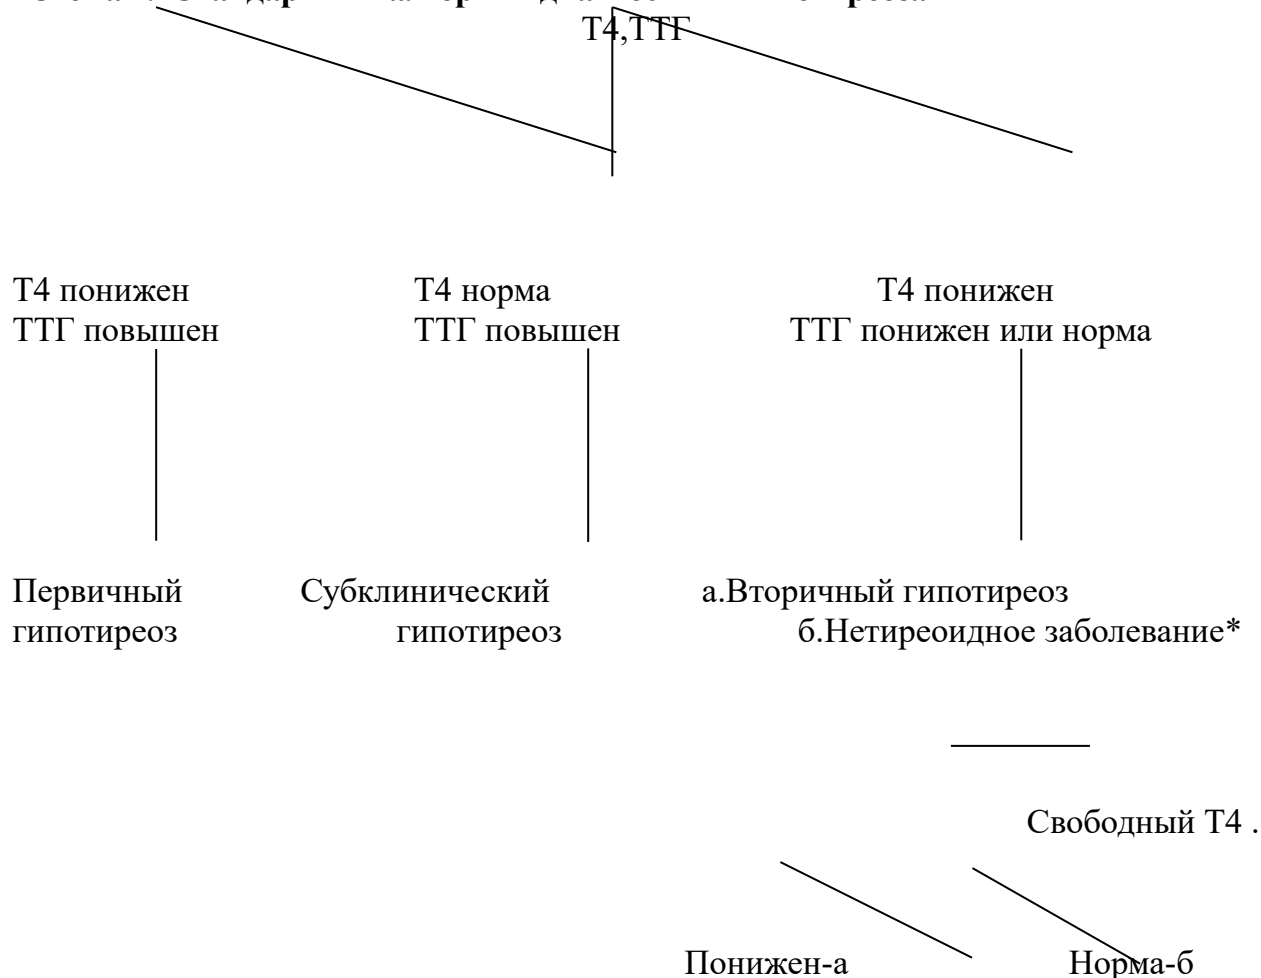 Т4,ТТГ
Т4 понижен
ТТГ повышен
Т4 норма
ТТГ повышен
Т4 понижен
ТТГ понижен или норма
Первичный
гипотиреоз
Субклинический
гипотиреоз
а.Вторичный гипотиреоз
б.Нетиреоидное заболевание*
Свободный Т4 .
Понижен-а
Норма-б